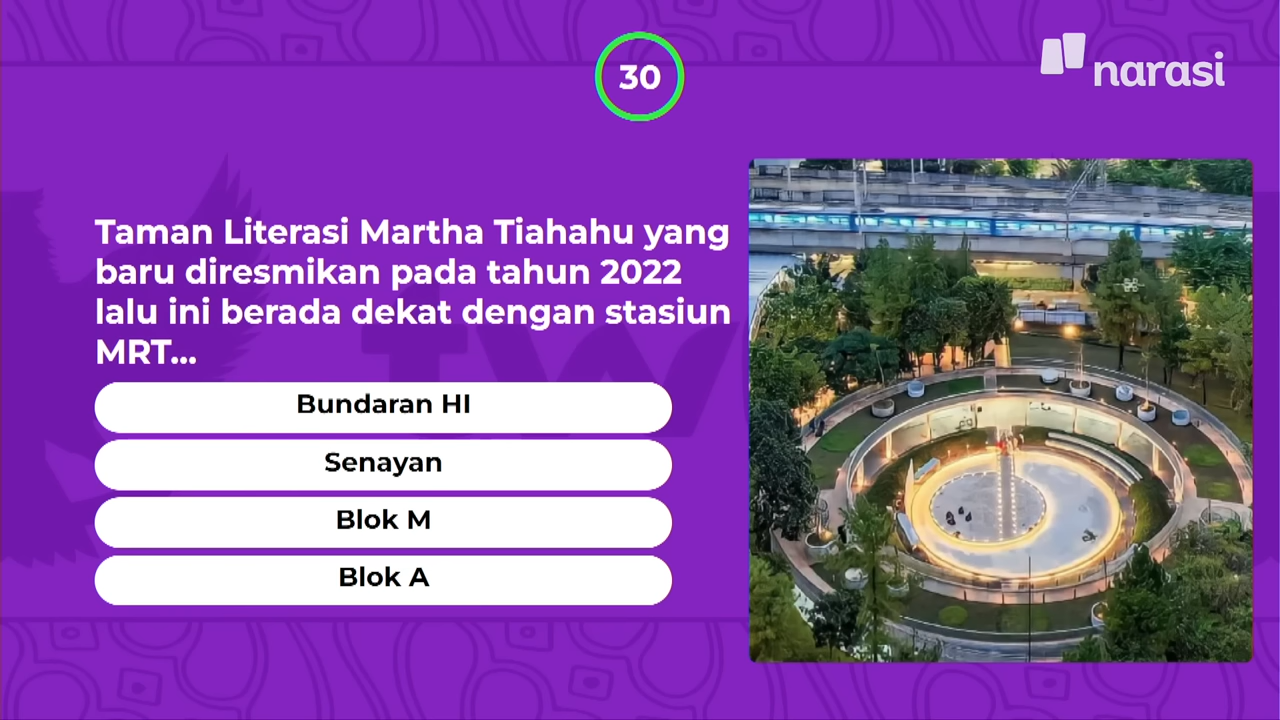 30
narasi
Taman Literasi Martha Tiahahu yang
baru diresmikan pada tahun 2022
lalu ini berada dekat dengan stasiun
MRT...
Bundaran HI
Senayan
Blok M
Blok A